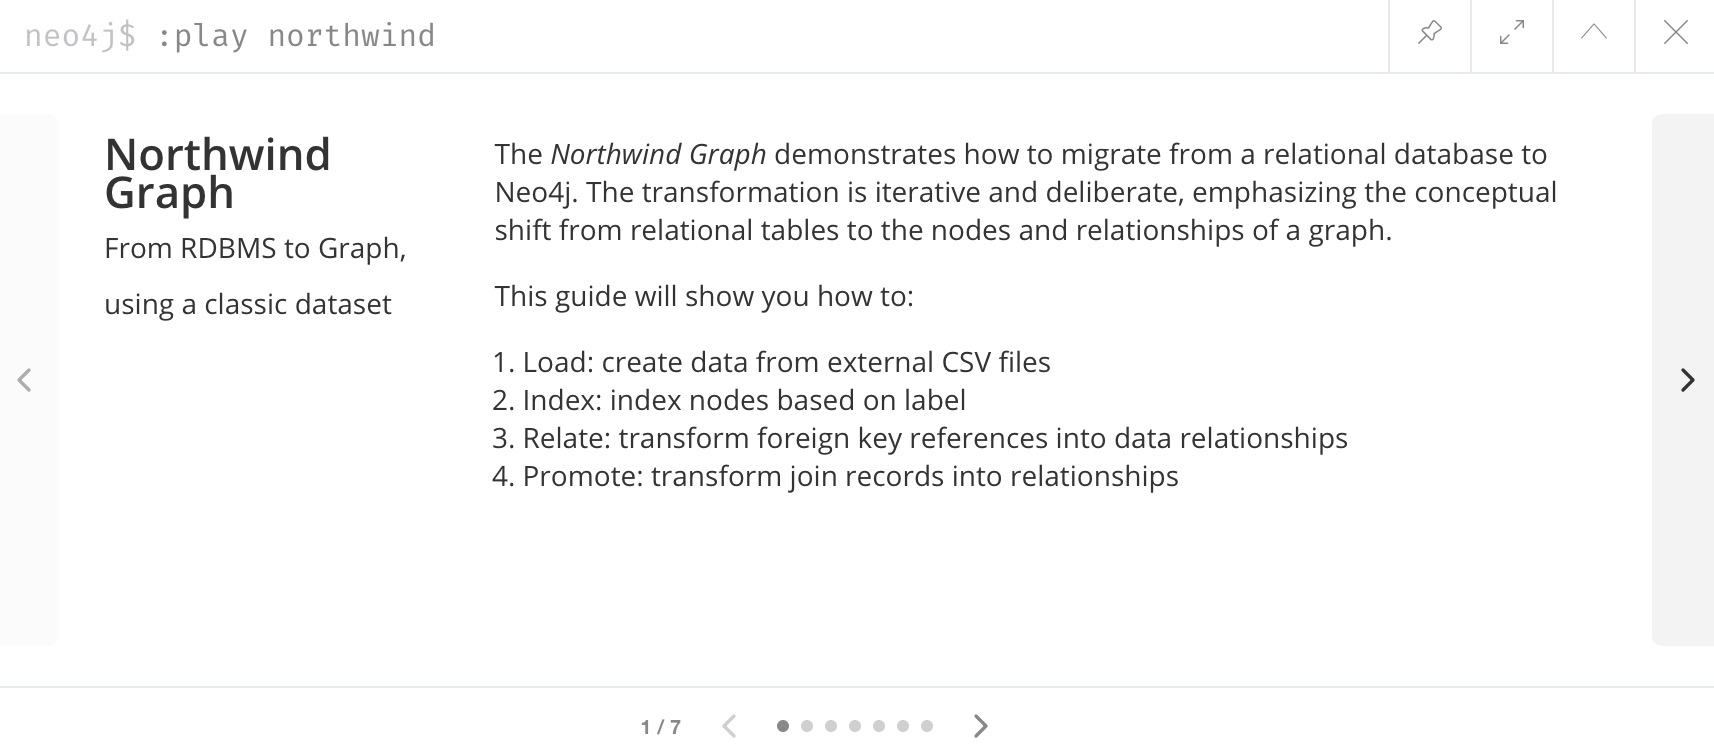 neo4j$ :play northwind
Northwind
Graph
From RDBMS to Graph,
using a classic dataset
The Northwind Graph demonstrates how to migrate from a relational database to
Neo4j. The transformation is iterative and deliberate, emphasizing the conceptual
shift from relational tables to the nodes and relationships of a graph.
This guide will show you how to:
1. Load: create data from external CSV files
2. Index: index nodes based on label
3. Relate: transform foreign key references into data relationships
4. Promote: transform join records into relationships
1 / 7